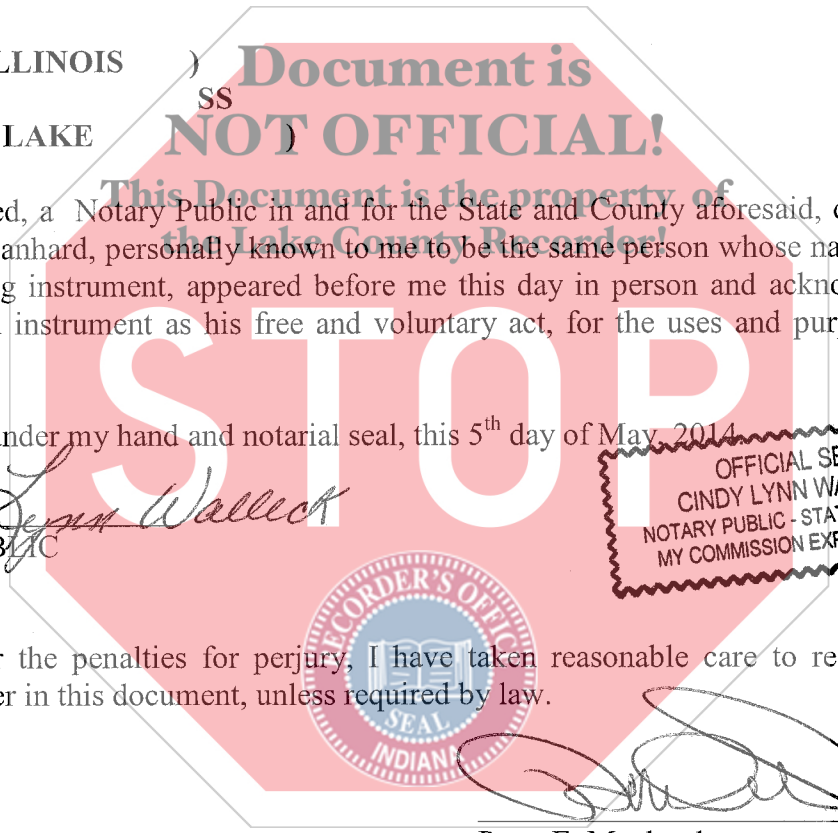 LLINOIS )
SS
LAKE )
Document is
NOT OFFICIAL!
This Document is the property of
the Lake County Recorder!
ed, a Notary Public in and for the State and County aforesaid,
anhard, personally known to me to be the same person whose na
g instrument, appeared before me this day in person and ackno
instrument as his free and voluntary act, for the uses and pur
STOP
under my hand and notarial seal, this 5th day of May, 2014
Lynn Walleck
BLIC
OFFICIAL SE
CINDY LYNN WA
NOTARY PUBLIC - STAT
MY COMMISSION EXP
RECORDER'S OFFICE
SEAL
INDIANA
r the penalties for perjury, I have taken reasonable care to re
er in this document, unless required by law.